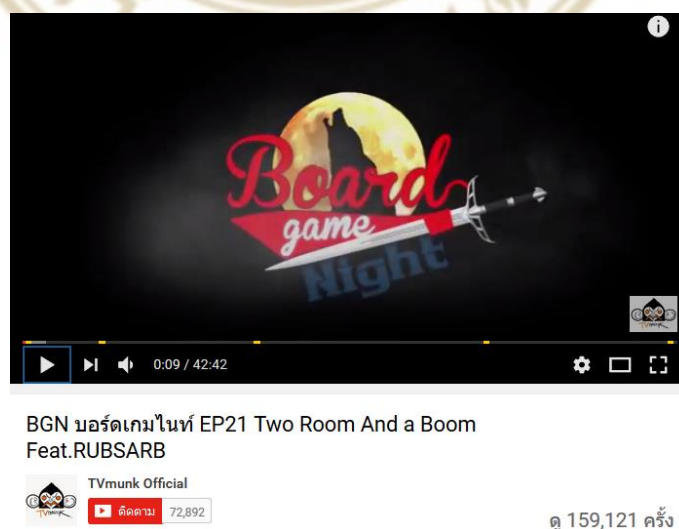 Board
game
Night
TVmunk
0:09 / 42:42
BGN บอร์ดเกมไนท์ EP21 Two Room And a Boom
Feat.RUBSARB
TVmunk Official
TVmunk
ติดตาม 72,892
ดู 159,121 ครั้ง